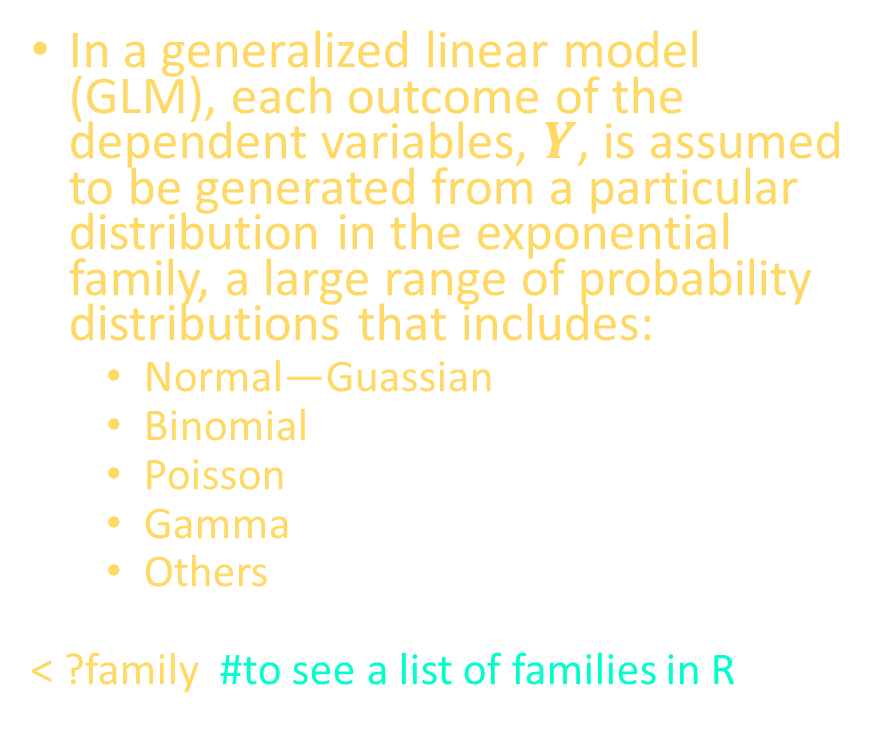 • In a generalized linear model
(GLM), each outcome of the
dependent variables, Y, is assumed
to be generated from a particular
distribution in the exponential
family, a large range of probability
distributions that includes:
• Normal—Guassian
• Binomial
• Poisson
• Gamma
• Others
< ?family #to see a list of families in R